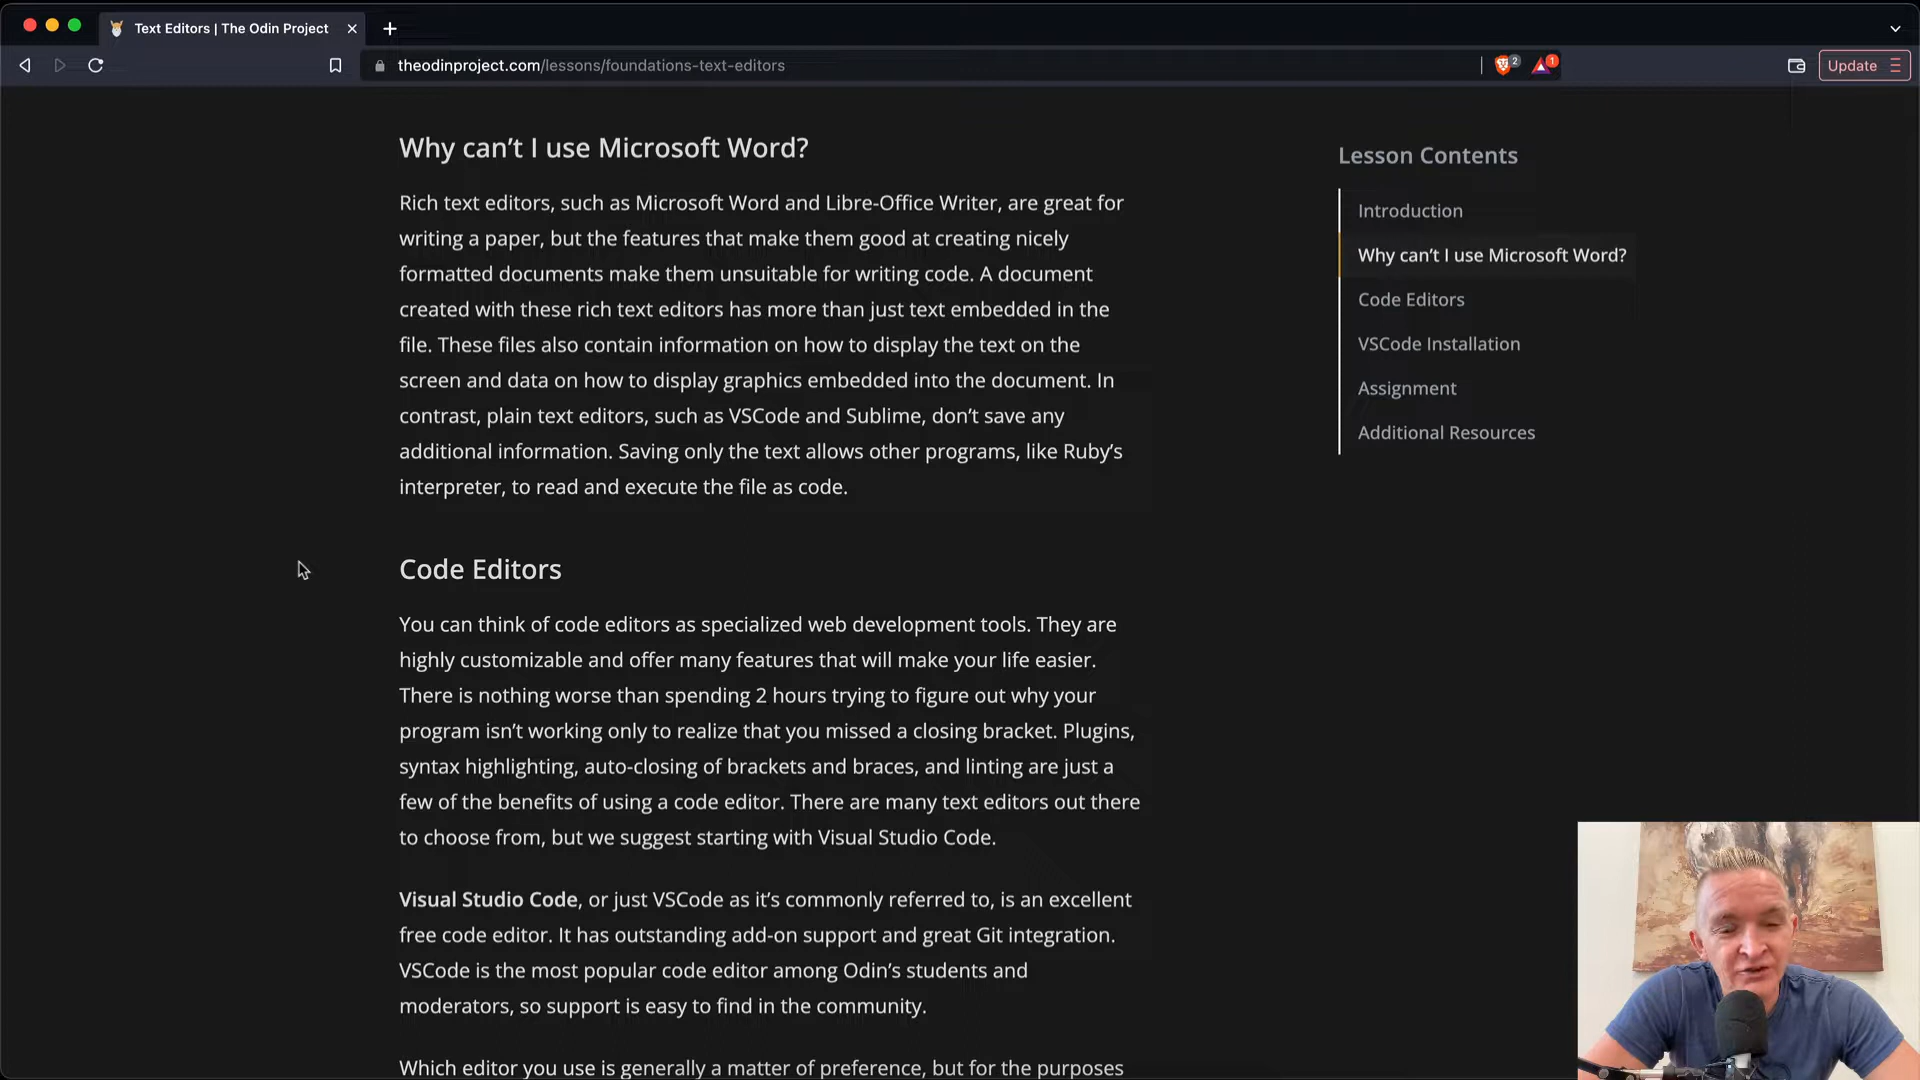 Text Editors | The Odin Project
theodinproject.com/lessons/foundations-text-editors
2
1
Update
Why can’t I use Microsoft Word?
Rich text editors, such as Microsoft Word and Libre-Office Writer, are great for
writing a paper, but the features that make them good at creating nicely
formatted documents make them unsuitable for writing code. A document
created with these rich text editors has more than just text embedded in the
file. These files also contain information on how to display the text on the
screen and data on how to display graphics embedded into the document. In
contrast, plain text editors, such as VSCode and Sublime, don’t save any
additional information. Saving only the text allows other programs, like Ruby’s
interpreter, to read and execute the file as code.
Code Editors
You can think of code editors as specialized web development tools. They are
highly customizable and offer many features that will make your life easier.
There is nothing worse than spending 2 hours trying to figure out why your
program isn’t working only to realize that you missed a closing bracket. Plugins,
syntax highlighting, auto-closing of brackets and braces, and linting are just a
few of the benefits of using a code editor. There are many text editors out there
to choose from, but we suggest starting with Visual Studio Code.
Visual Studio Code, or just VSCode as it’s commonly referred to, is an excellent
free code editor. It has outstanding add-on support and great Git integration.
VSCode is the most popular code editor among Odin’s students and
moderators, so support is easy to find in the community.
Which editor you use is generally a matter of preference, but for the purposes
Lesson Contents
Introduction
Why can’t I use Microsoft Word?
Code Editors
VSCode Installation
Assignment
Additional Resources